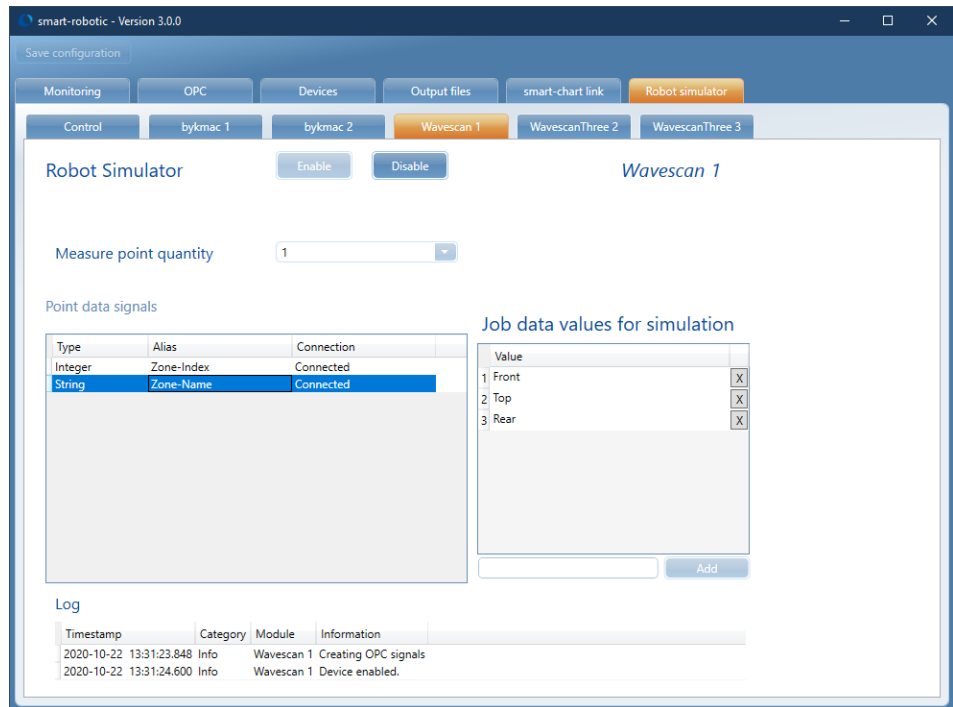 smart-robotic - Version 3.0.0
Save configuration
Monitoring OPC Devices Output files smart-chart link Robot simulator
Control bykmac 1 bykmac 2 Wavescan 1 WavescanThree 2 WavescanThree 3
Robot Simulator Enable Disable Wavescan 1
Measure point quantity 1
Point data signals
Job data values for simulation
Type Alias Connection
Integer Zone-Index Connected
String Zone-Name Connected
Value
1 Front X
2 Top X
3 Rear X
Add
Log
Timestamp Category Module Information
2020-10-22 13:31:23.848 Info Wavescan 1 Creating OPC signals
2020-10-22 13:31:24.600 Info Wavescan 1 Device enabled.